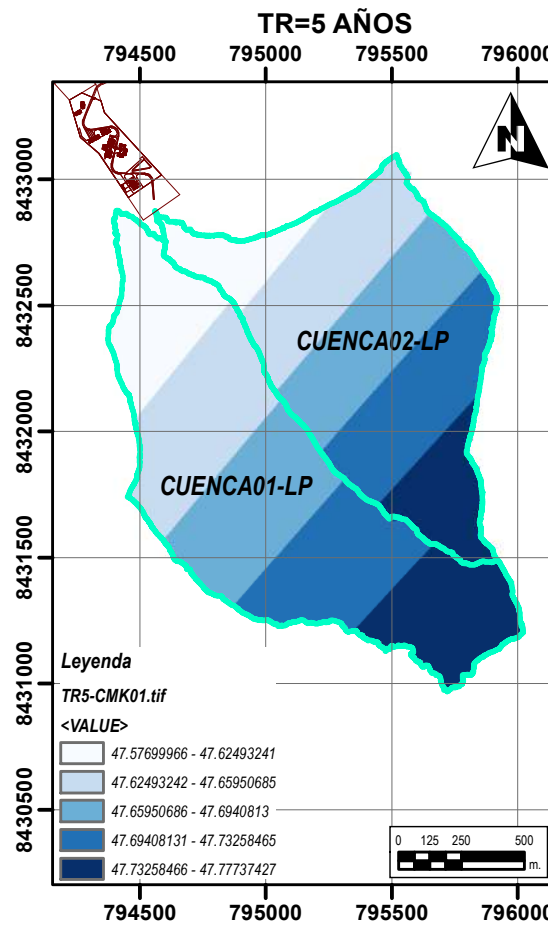 TR=5 AÑOS
794500 795000 795500 796000
8433000
8432500
8432000
8431500
8431000
8430500
N
CUENCA02-LP
CUENCA01-LP
Leyenda
TR5-CMK01.tif
<VALUE>
47.57699966 - 47.62493241
47.62493242 - 47.65950685
47.65950686 - 47.6940813
47.69408131 - 47.73258465
47.73258466 - 47.77737427
0 125 250 500
m.
794500 795000 795500 796000